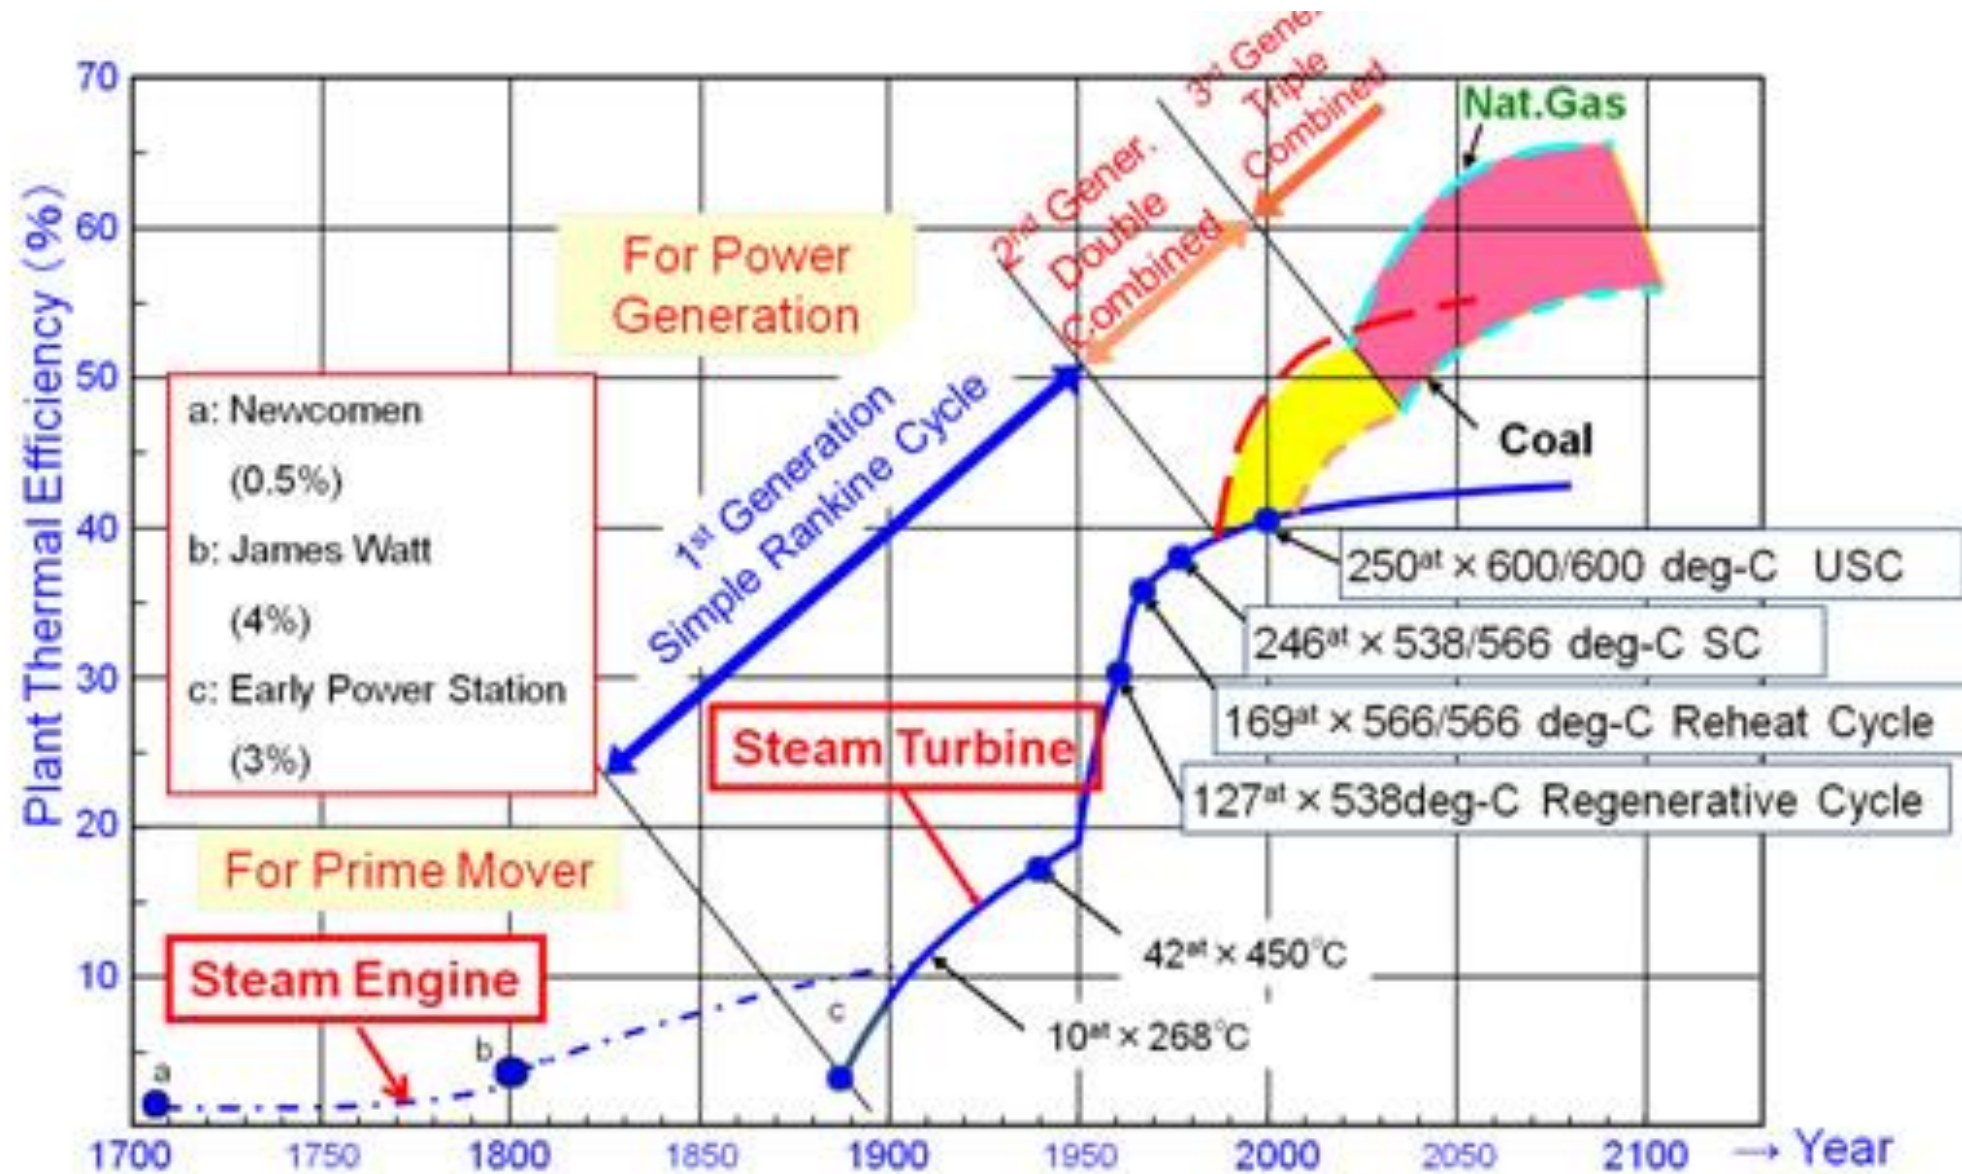 3rd Gener.
Triple
Combined
Nat.Gas
2nd Gener.
Double
Combined
For Power
Generation
70
60
50
40
30
20
10
Plant Thermal Efficiency (%)
a: Newcomen
(0.5%)
b: James Watt
(4%)
c: Early Power Station
(3%)
1st Generation
Simple Rankine Cycle
Coal
250at × 600/600 deg-C USC
246at × 538/566 deg-C SC
169at × 566/566 deg-C Reheat Cycle
127at × 538deg-C Regenerative Cycle
Steam Turbine
For Prime Mover
Steam Engine
42at × 450°C
10at × 268°C
a
b
c
1700 1750 1800 1850 1900 1950 2000 2050 2100 → Year